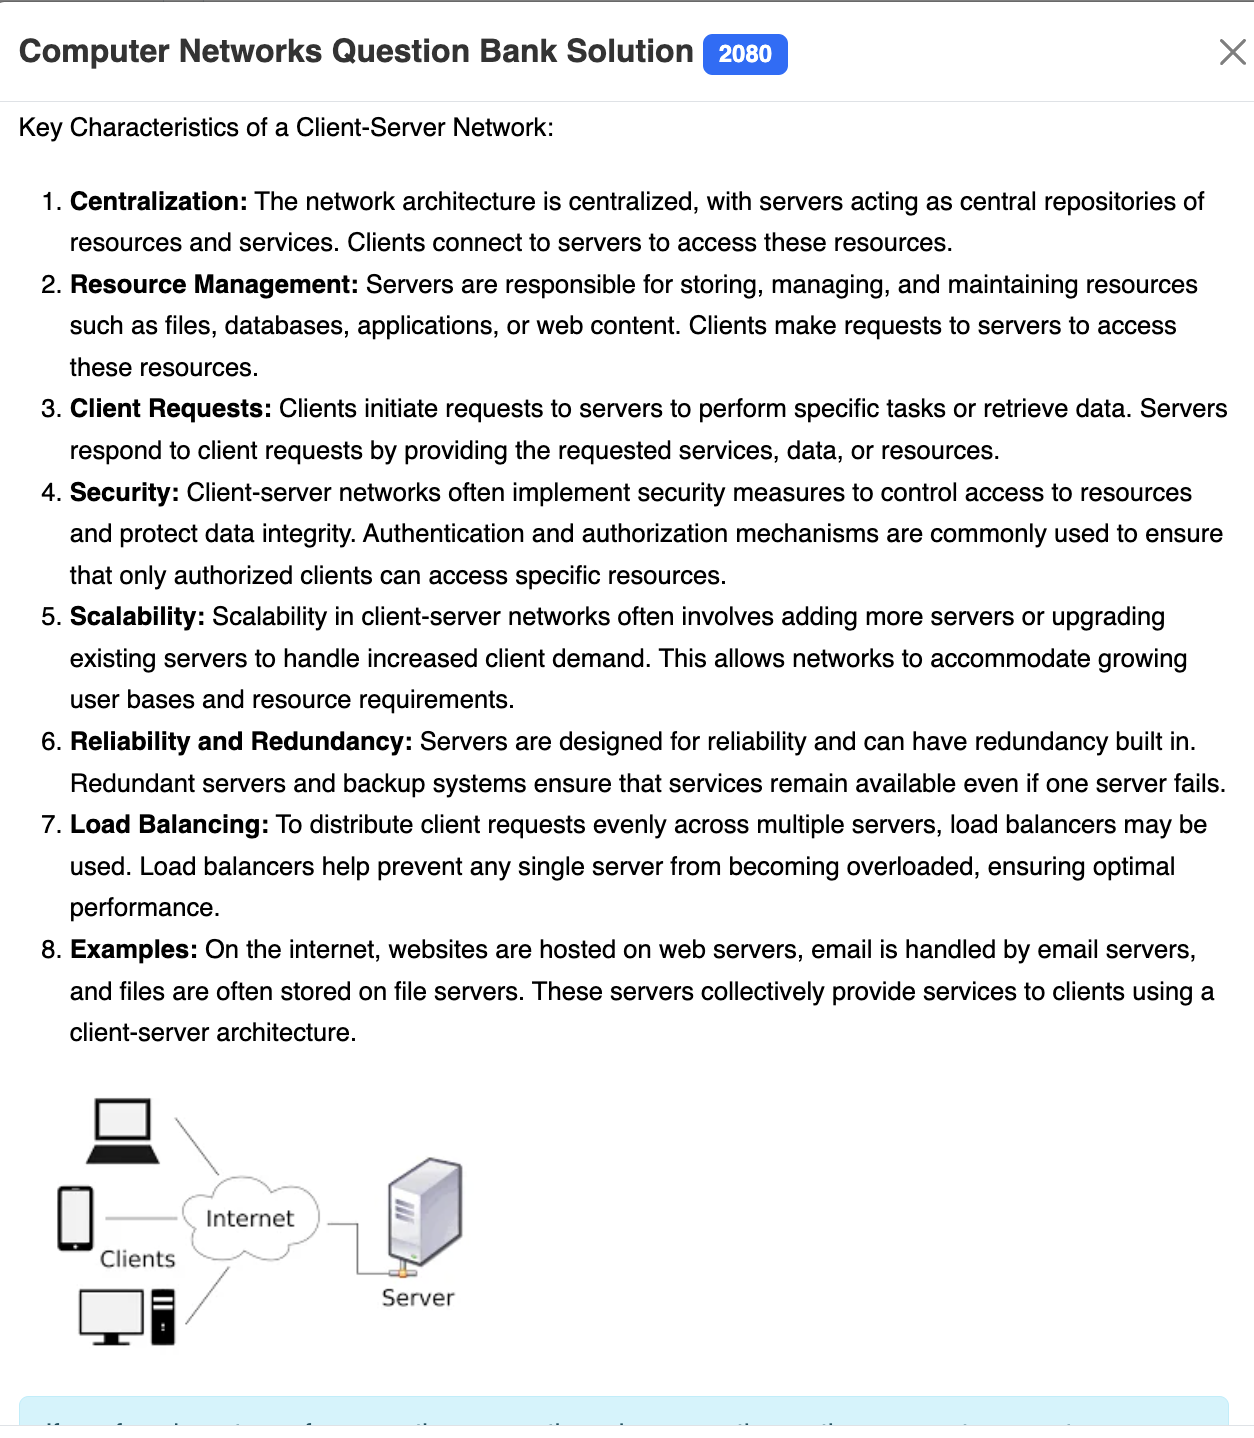 Computer Networks Question Bank Solution 2080
Key Characteristics of a Client-Server Network:
1. Centralization: The network architecture is centralized, with servers acting as central repositories of
resources and services. Clients connect to servers to access these resources.
2. Resource Management: Servers are responsible for storing, managing, and maintaining resources
such as files, databases, applications, or web content. Clients make requests to servers to access
these resources.
3. Client Requests: Clients initiate requests to servers to perform specific tasks or retrieve data. Servers
respond to client requests by providing the requested services, data, or resources.
4. Security: Client-server networks often implement security measures to control access to resources
and protect data integrity. Authentication and authorization mechanisms are commonly used to ensure
that only authorized clients can access specific resources.
5. Scalability: Scalability in client-server networks often involves adding more servers or upgrading
existing servers to handle increased client demand. This allows networks to accommodate growing
user bases and resource requirements.
6. Reliability and Redundancy: Servers are designed for reliability and can have redundancy built in.
Redundant servers and backup systems ensure that services remain available even if one server fails.
7. Load Balancing: To distribute client requests evenly across multiple servers, load balancers may be
used. Load balancers help prevent any single server from becoming overloaded, ensuring optimal
performance.
8. Examples: On the internet, websites are hosted on web servers, email is handled by email servers,
and files are often stored on file servers. These servers collectively provide services to clients using a
client-server architecture.
Internet
Clients
Server